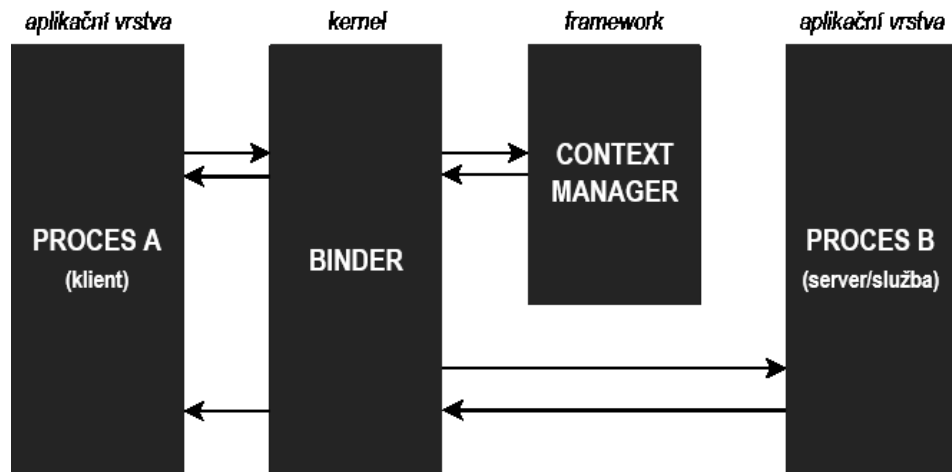 aplikační vrstva
kernel
framework
aplikační vrstva
PROCES A
(klient)
BINDER
CONTEXT
MANAGER
PROCES B
(server/služba)